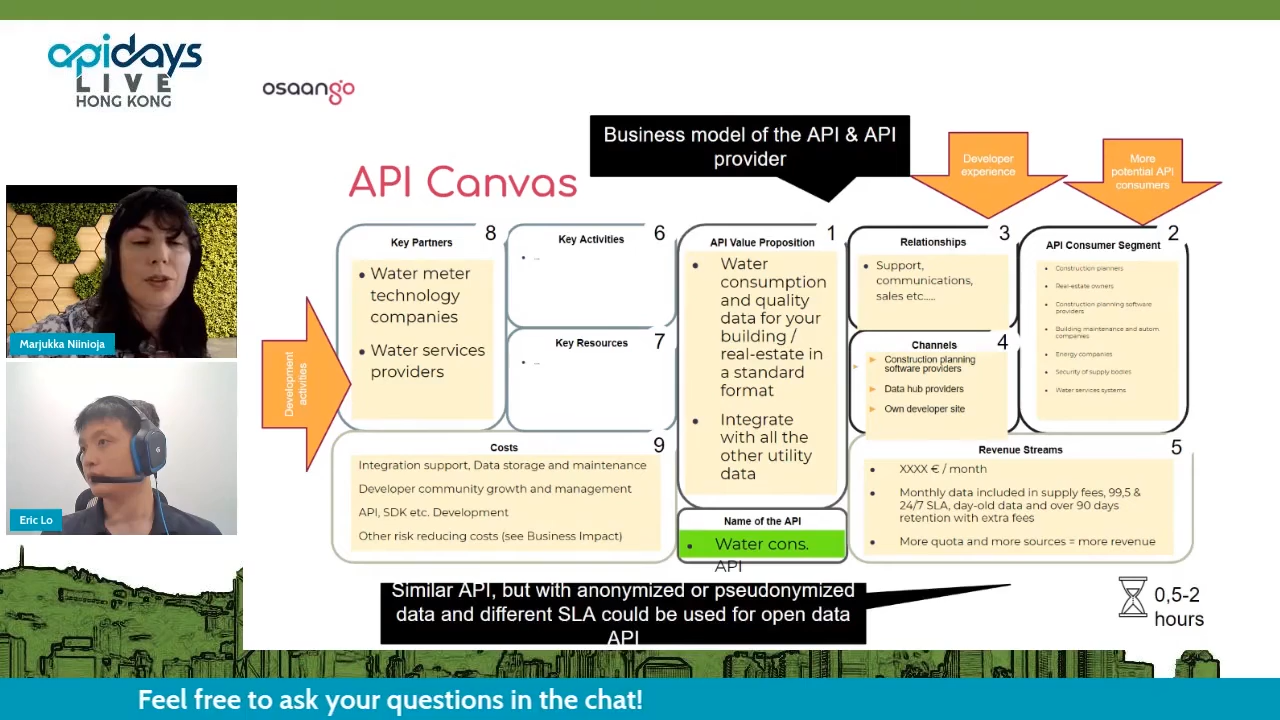 apidays
LIVE
HONG KONG
osaango
Business model of the API & API
provider
Developer
experience
More
potential API
consumers
API Canvas
Key Partners
8
Water meter
technology
companies
Water services
providers
Key Activities
6
...
Key Resources
7
...
API Value Proposition
1
Water
consumption
and quality
data for your
building /
real-estate in
a standard
format
Integrate
with all the
other utility
data
Relationships
3
Support,
communications,
sales etc.....
Channels
4
Construction planning
software providers
Data hub providers
Own developer site
API Consumer Segment
2
Construction planners
Real-estate owners
Construction planning software
providers
Building maintenance and autom.
companies
Energy companies
Security of supply bodies
Water services systems
Development
activities
Costs
9
Integration support, Data storage and maintenance
Developer community growth and management
API, SDK etc. Development
Other risk reducing costs (see Business Impact)
Name of the API
Water cons.
API
Revenue Streams
5
XXXX € / month
Monthly data included in supply fees, 99,5 &
24/7 SLA, day-old data and over 90 days
retention with extra fees
More quota and more sources = more revenue
Similar API, but with anonymized or pseudonymized
data and different SLA could be used for open data
API
0,5-2
hours
Marjukka Niinioja
Eric Lo
Feel free to ask your questions in the chat!